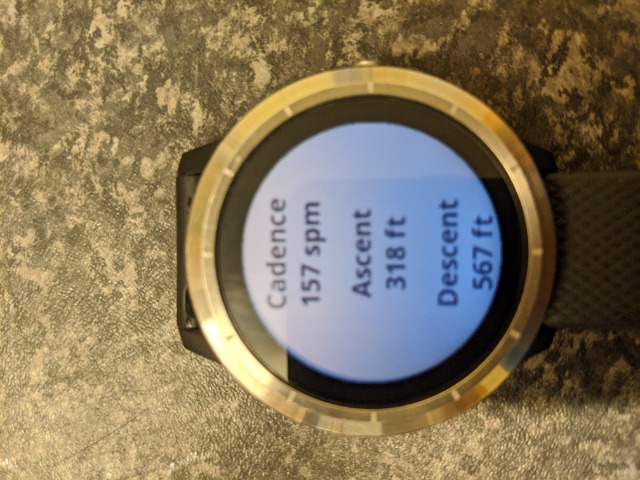 Cadence
157 spm
Ascent
318 ft
Descent
567 ft